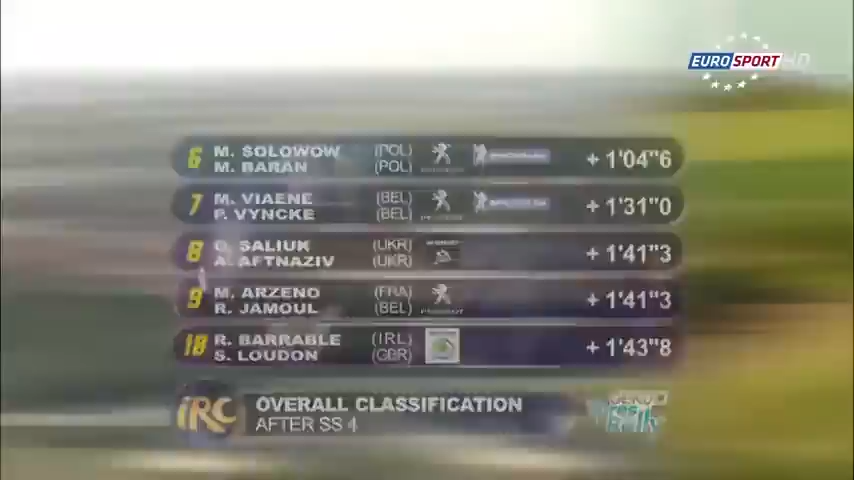 EUROSPORT HD
6 M. SOLOWOW (POL) + 1'04"6
M. BARAN (POL)
7 M. VIAENE (BEL) + 1'31"0
P. VYNCKE (BEL)
8 O. SALIUK (UKR) + 1'41"3
A. AFTNAZIV (UKR)
9 M. ARZENO (FRA) + 1'41"3
R. JAMOUL (BEL) PEUGEOT
10 R. BARRABLE (IRL) + 1'43"8
S. LOUDON (GBR)
iRC OVERALL CLASSIFICATION
AFTER SS 4